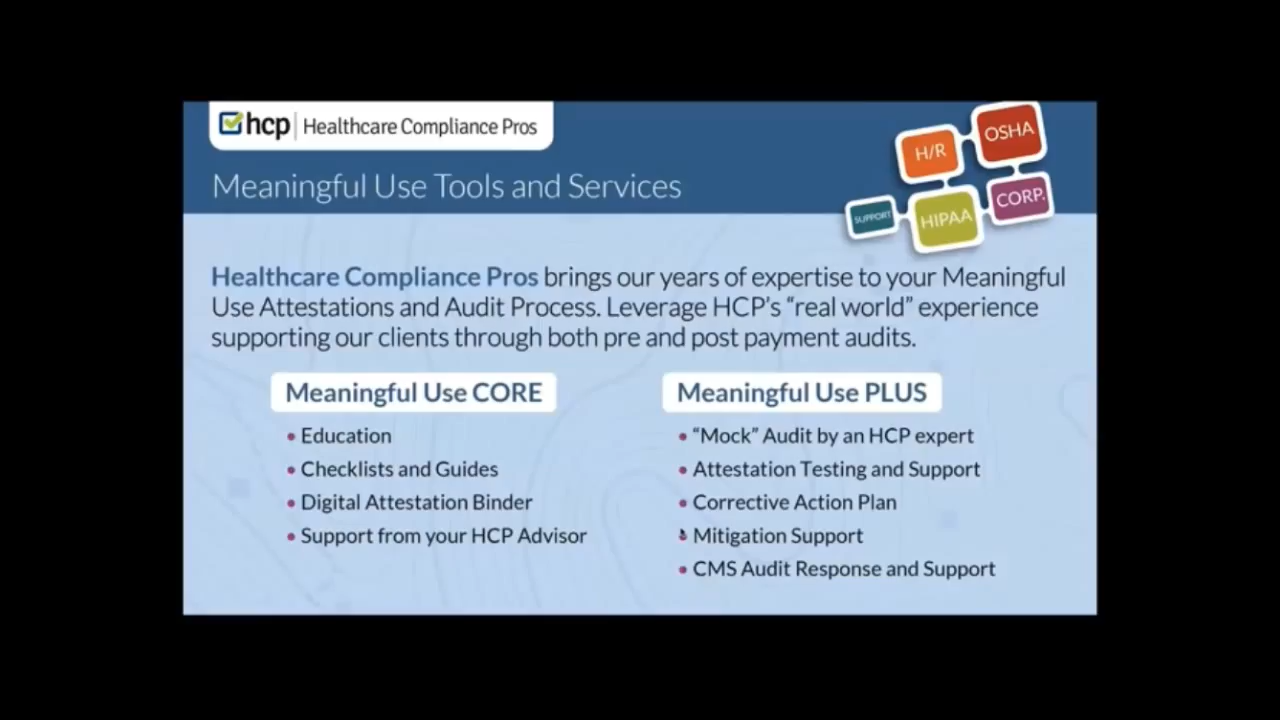 hcp | Healthcare Compliance Pros
Meaningful Use Tools and Services
H/R
OSHA
SUPPORT
HIPAA
CORP.
Healthcare Compliance Pros brings our years of expertise to your Meaningful
Use Attestations and Audit Process. Leverage HCP's “real world” experience
supporting our clients through both pre and post payment audits.
Meaningful Use CORE
• Education
• Checklists and Guides
• Digital Attestation Binder
• Support from your HCP Advisor
Meaningful Use PLUS
• “Mock” Audit by an HCP expert
• Attestation Testing and Support
• Corrective Action Plan
• Mitigation Support
• CMS Audit Response and Support